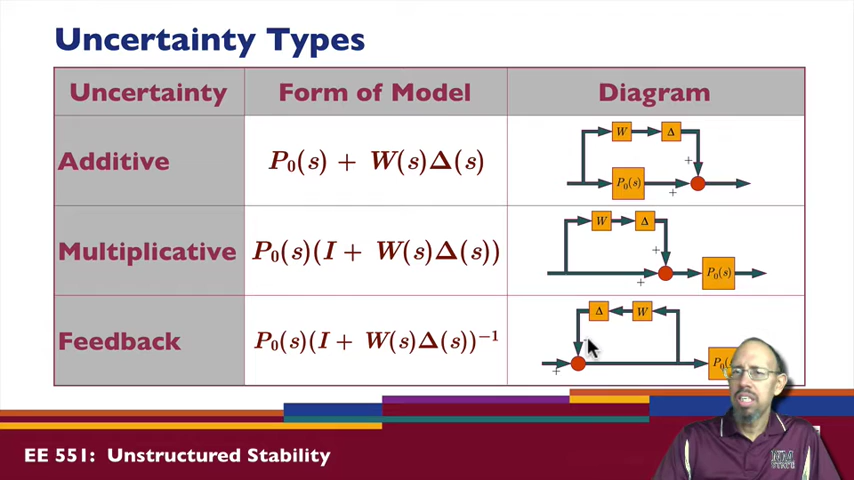 Uncertainty Types
Uncertainty Form of Model Diagram
Additive P₀(s) + W(s)Δ(s)
W Δ
+
P₀(s)
+
Multiplicative P₀(s)(I + W(s)Δ(s))
W Δ
+
P₀(s)
+
Feedback P₀(s)(I + W(s)Δ(s))⁻¹
Δ W
+
EE 551: Unstructured Stability